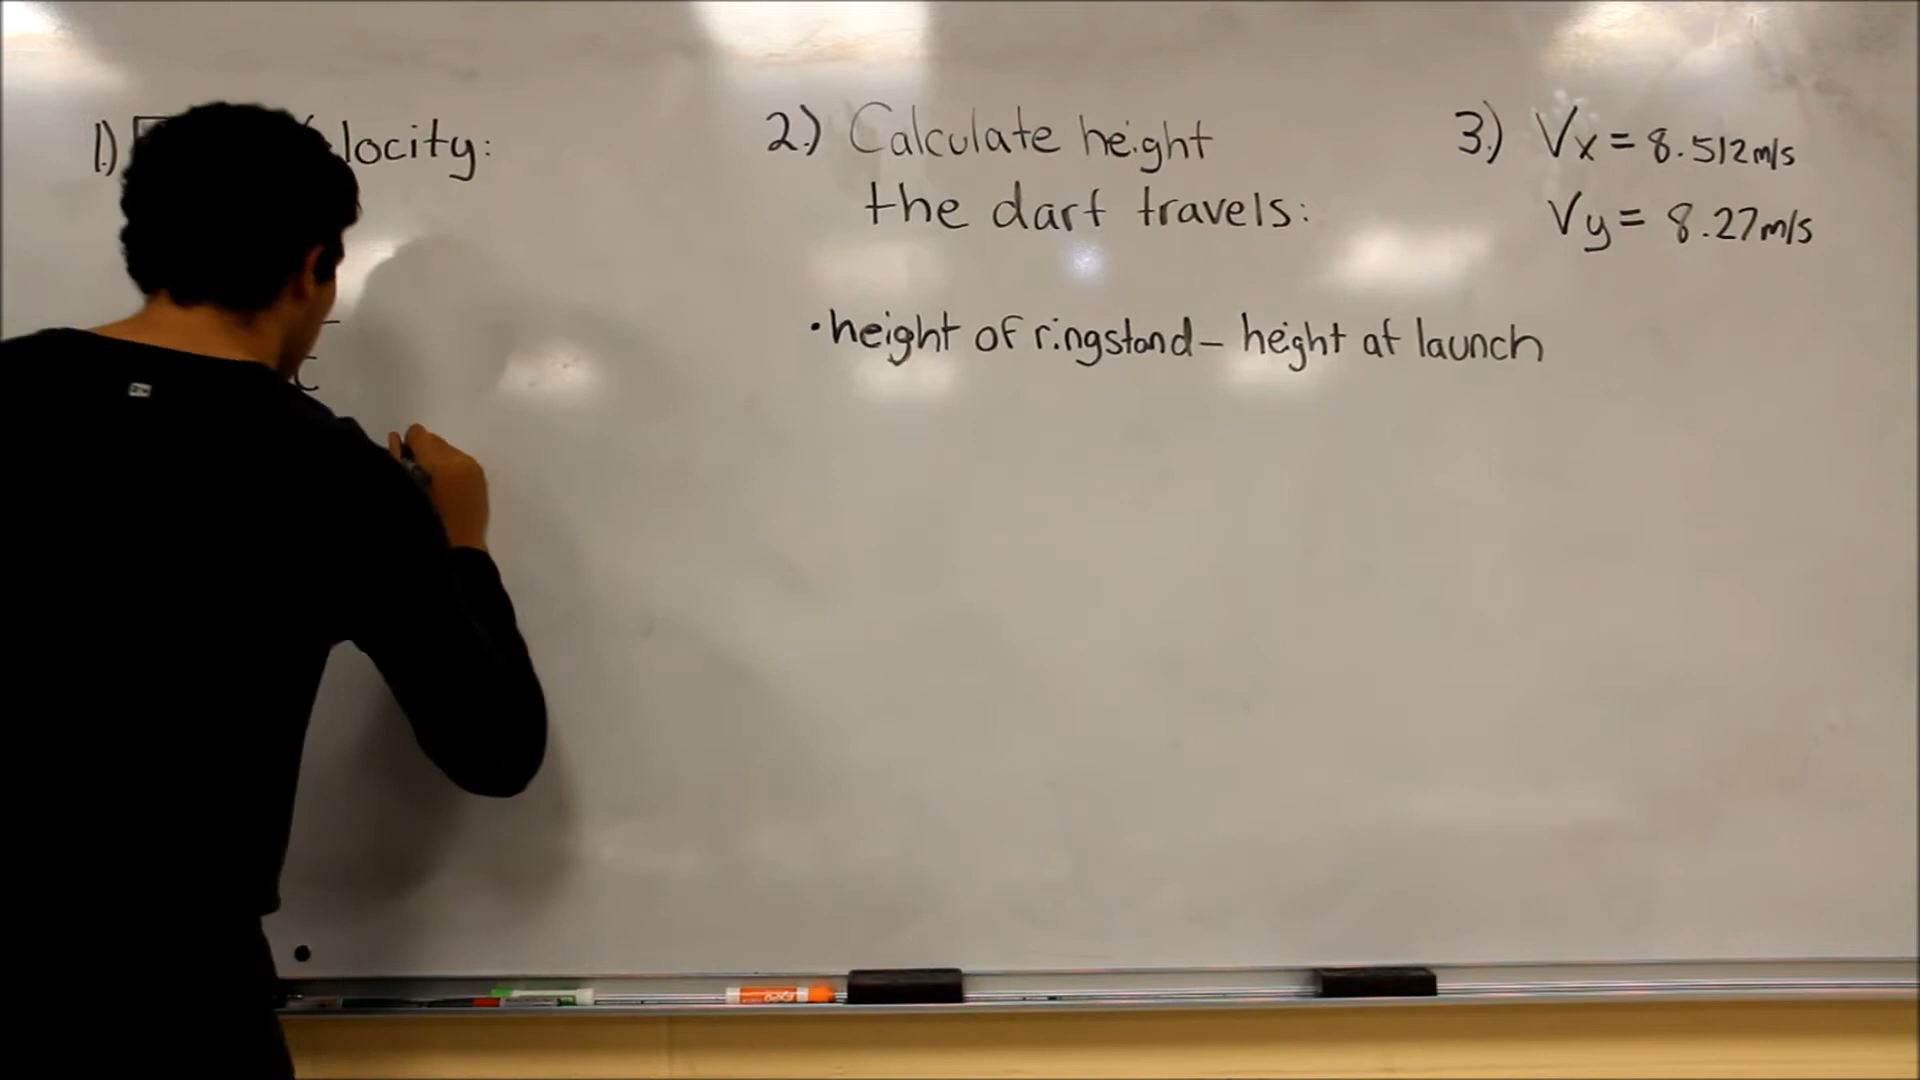 1.)
2.) Calculate height
the dart travels:
• height of ringstand – height at launch
3.) Vx = 8.512m/s
Vy = 8.27m/s
expo